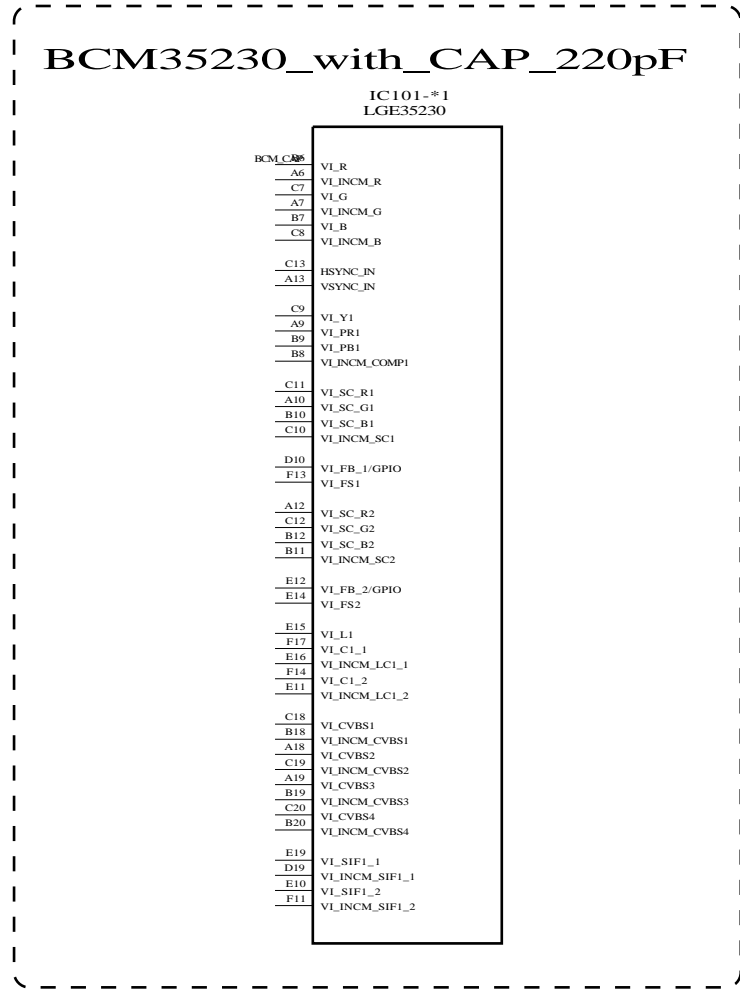 BCM35230_with_CAP_220pF
IC101-*1
LGE35230
BCM_CAP
B6 VI_R
A6 VI_INCM_R
C7 VI_G
A7 VI_INCM_G
B7 VI_B
C8 VI_INCM_B
C13 HSYNC_IN
A13 VSYNC_IN
C9 VI_Y1
A9 VI_PR1
B9 VI_PB1
B8 VI_INCM_COMP1
C11 VI_SC_R1
A10 VI_SC_G1
B10 VI_SC_B1
C10 VI_INCM_SC1
D10 VI_FB_1/GPIO
F13 VI_FS1
A12 VI_SC_R2
C12 VI_SC_G2
B12 VI_SC_B2
B11 VI_INCM_SC2
E12 VI_FB_2/GPIO
E14 VI_FS2
E15 VI_L1
F17 VI_C1_1
E16 VI_INCM_LC1_1
F14 VI_C1_2
E11 VI_INCM_LC1_2
C18 VI_CVBS1
B18 VI_INCM_CVBS1
A18 VI_CVBS2
C19 VI_INCM_CVBS2
A19 VI_CVBS3
B19 VI_INCM_CVBS3
C20 VI_CVBS4
B20 VI_INCM_CVBS4
E19 VI_SIF1_1
D19 VI_INCM_SIF1_1
E10 VI_SIF1_2
F11 VI_INCM_SIF1_2